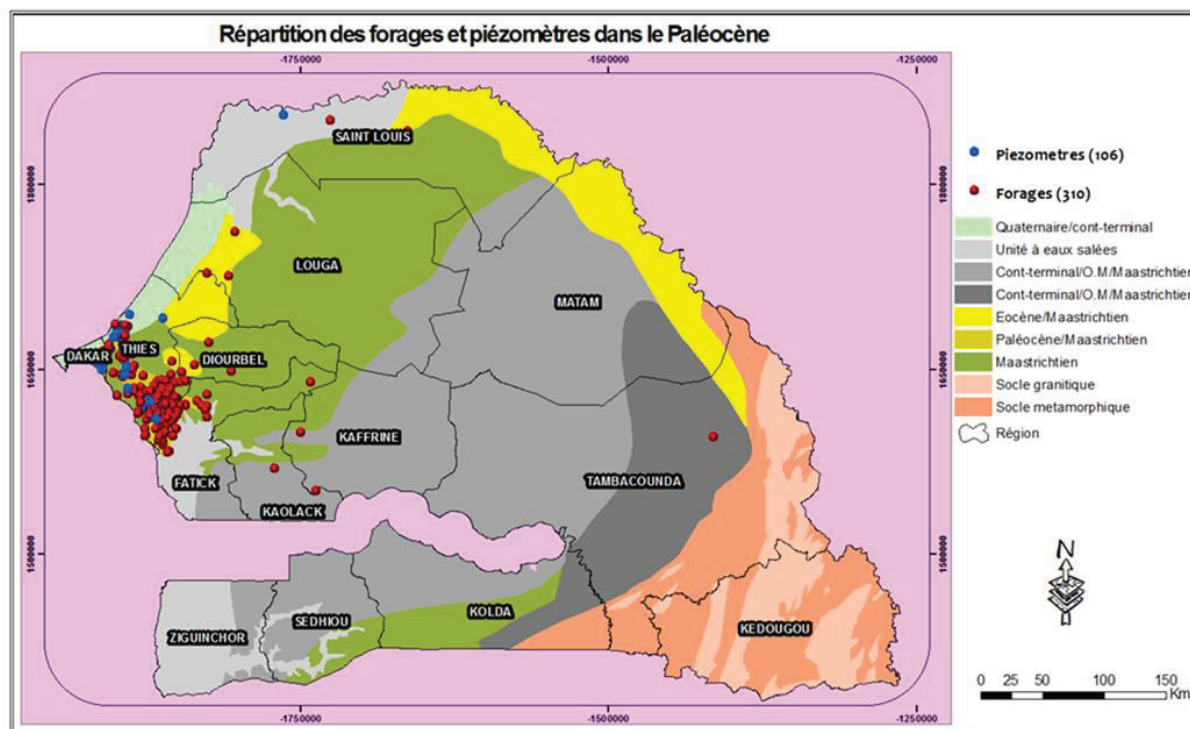 Répartition des forages et piézomètres dans le Paléocène
-1750000
-1500000
-1250000
1800000
1650000
1500000
1800000
1650000
1500000
SAINT LOUIS
LOUGA
MATAM
DAKAR
THIES
DIOURBEL
KAFFRINE
FATICK
KAOLACK
TAMBACOUNDA
ZIGUINCHOR
SEDHIOU
KOLDA
KEDOUGOU
-1750000
-1500000
-1250000
Piezometres (106)
Forages (310)
Quaternaire/cont-terminal
Unité à eaux salées
Cont-terminal/O.M/Maastrichtien
Cont-terminal/O.M/Maastrichtien
Eocène/Maastrichtien
Paléocène/Maastrichtien
Maastrichtien
Socle granitique
Socle metamorphique
Région
N
0 25 50 100 150
Km